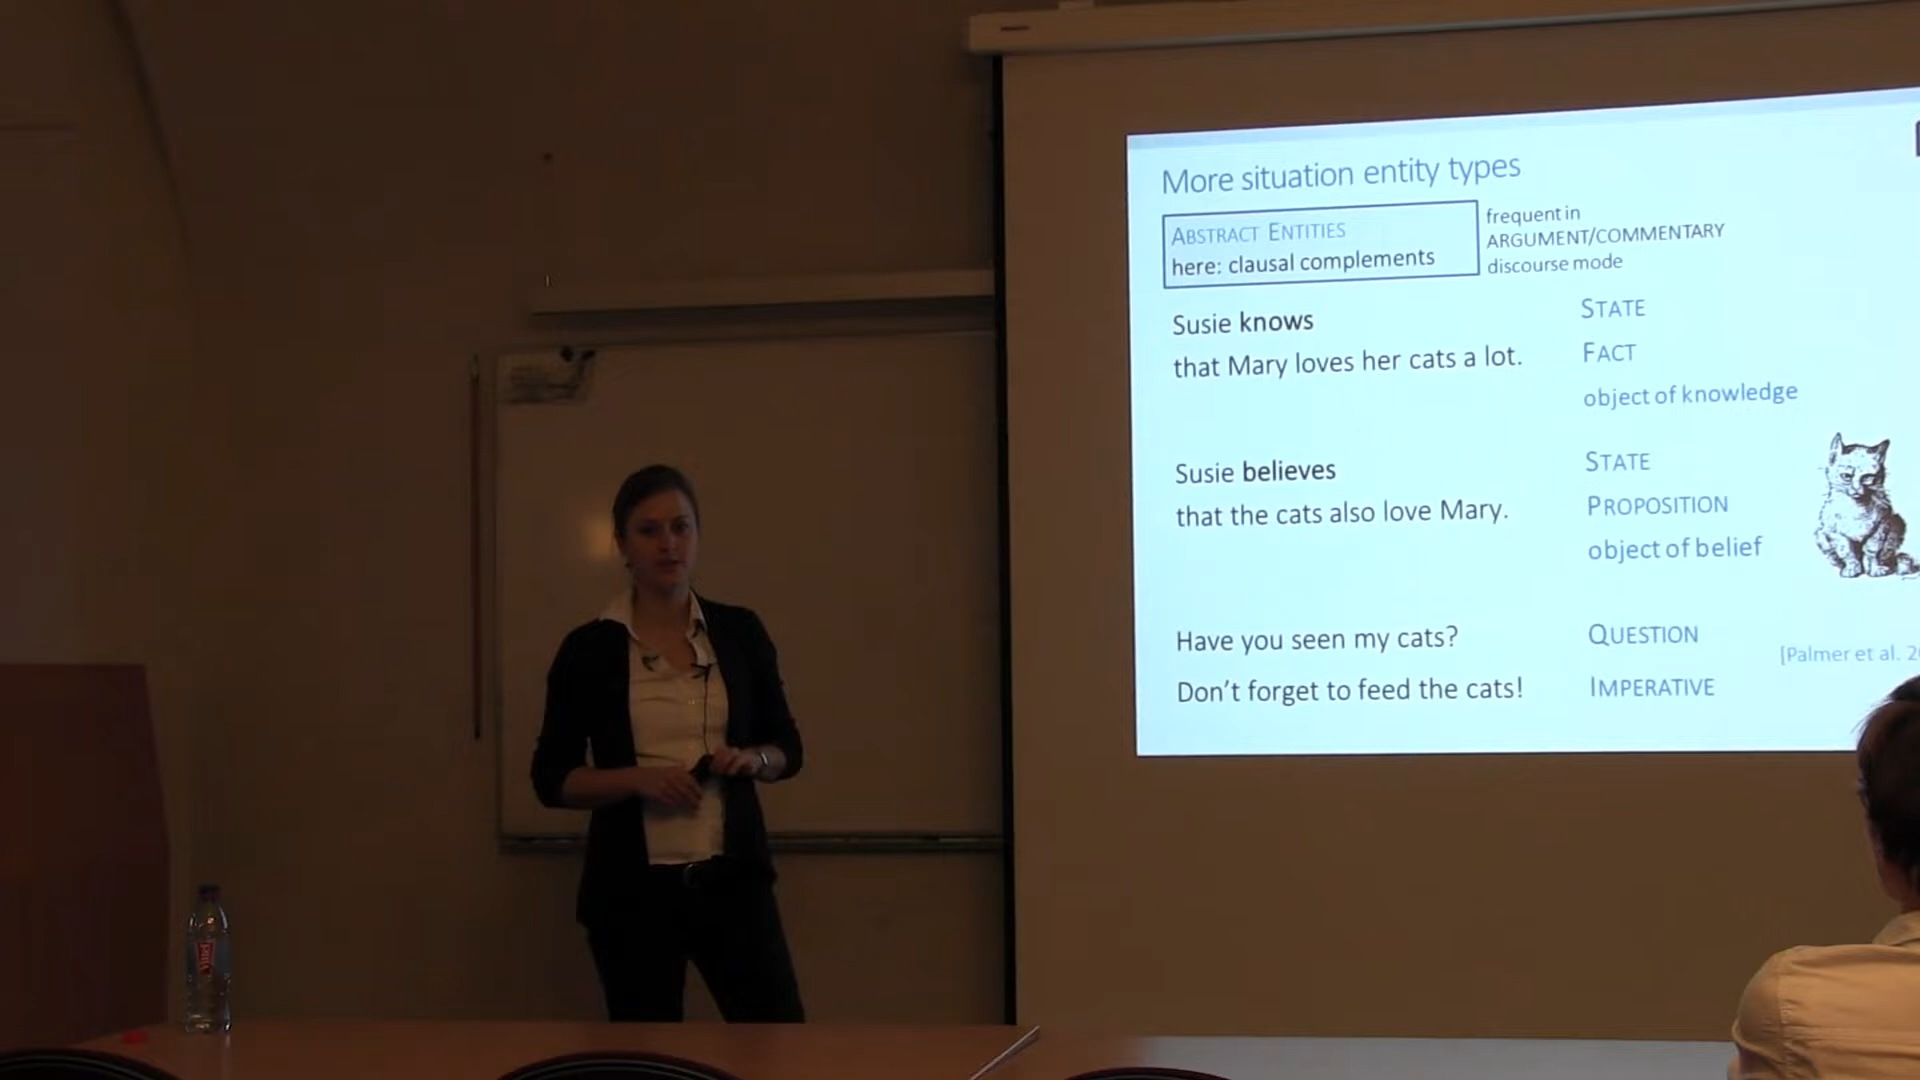 More situation entity types
ABSTRACT ENTITIES
here: clausal complements
frequent in
ARGUMENT/COMMENTARY
discourse mode
Susie knows
STATE
that Mary loves her cats a lot.
FACT
object of knowledge
Susie believes
STATE
that the cats also love Mary.
PROPOSITION
object of belief
Have you seen my cats?
QUESTION
[Palmer et al.
Don't forget to feed the cats!
IMPERATIVE
Vittel